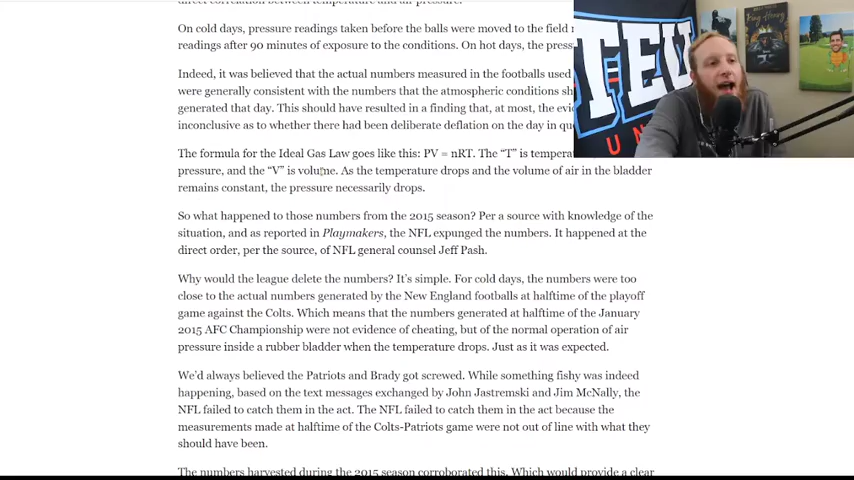 direct correlation between temperature and air pressure.
On cold days, pressure readings taken before the balls were moved to the field
readings after 90 minutes of exposure to the conditions. On hot days, the
Indeed, it was believed that the actual numbers measured in the footballs used
were generally consistent with the numbers that the atmospheric conditions
generated that day. This should have resulted in a finding that, at most, the
inconclusive as to whether there had been deliberate deflation on the day in
The formula for the Ideal Gas Law goes like this: PV = nRT. The “T” is
pressure, and the “V” is volume. As the temperature drops and the volume of air in the bladder
remains constant, the pressure necessarily drops.
So what happened to those numbers from the 2015 season? Per a source with knowledge of the
situation, and as reported in Playmakers, the NFL expunged the numbers. It happened at the
direct order, per the source, of NFL general counsel Jeff Pash.
Why would the league delete the numbers? It’s simple. For cold days, the numbers were too
close to the actual numbers generated by the New England footballs at halftime of the playoff
game against the Colts. Which means that the numbers generated at halftime of the January
2015 AFC Championship were not evidence of cheating, but of the normal operation of air
pressure inside a rubber bladder when the temperature drops. Just as it was expected.
We’d always believed the Patriots and Brady got screwed. While something fishy was indeed
happening, based on the text messages exchanged by John Jastremski and Jim McNally, the
NFL failed to catch them in the act. The NFL failed to catch them in the act because the
measurements made at halftime of the Colts-Patriots game were not out of line with what they
should have been.
The numbers harvested during the 2015 season corroborated this. Which would provide a clear
TEU
UN
King Henry